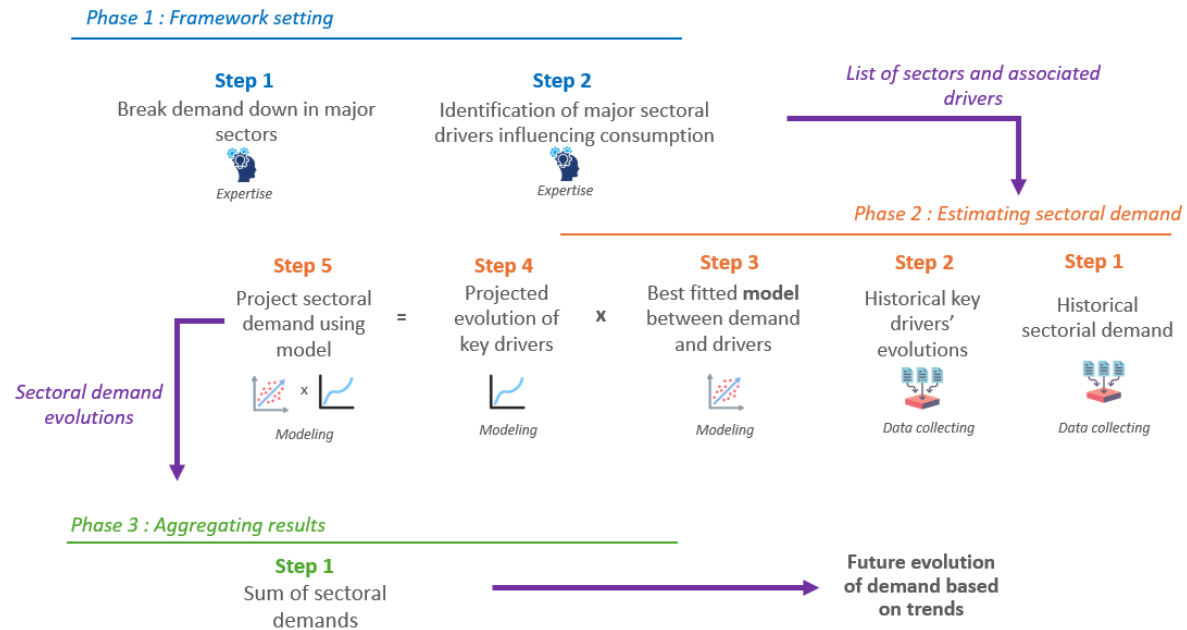 Phase 1 : Framework setting
Step 1
Break demand down in major
sectors
Expertise
Step 2
Identification of major sectoral
drivers influencing consumption
Expertise
List of sectors and associated
drivers
Phase 2 : Estimating sectoral demand
Step 5
Project sectoral
demand using
model
x
Modeling
=
Step 4
Projected
evolution of
key drivers
Modeling
x
Step 3
Best fitted model
between demand
and drivers
Modeling
Step 2
Historical key
drivers’
evolutions
Data collecting
Step 1
Historical
sectorial demand
Data collecting
Sectoral demand
evolutions
Phase 3 : Aggregating results
Step 1
Sum of sectoral
demands
Future evolution
of demand based
on trends